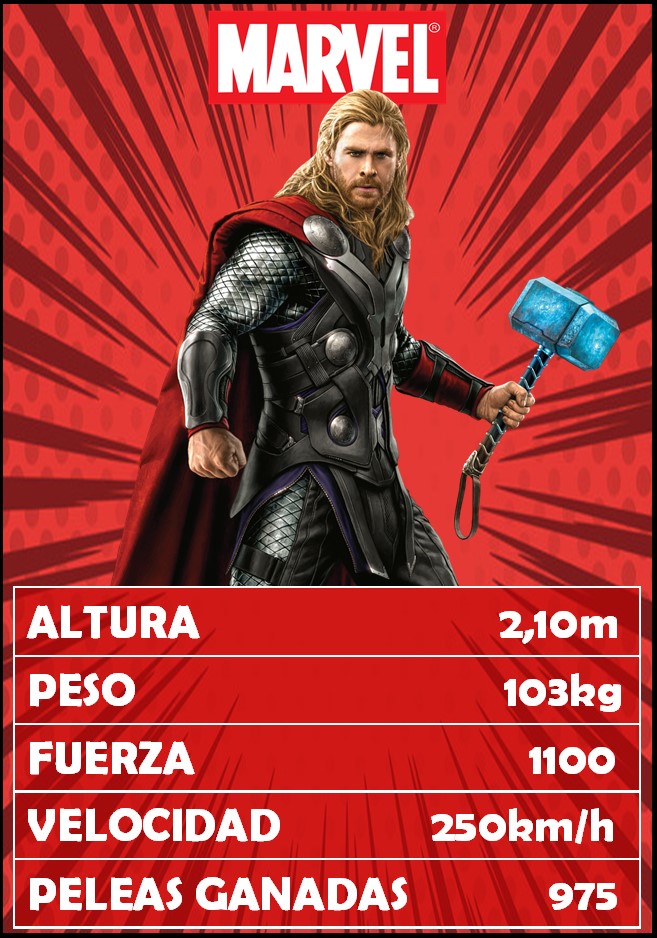 MARVEL®
ALTURA 2,10m
PESO 103kg
FUERZA 1100
VELOCIDAD 250km/h
PELEAS GANADAS 975